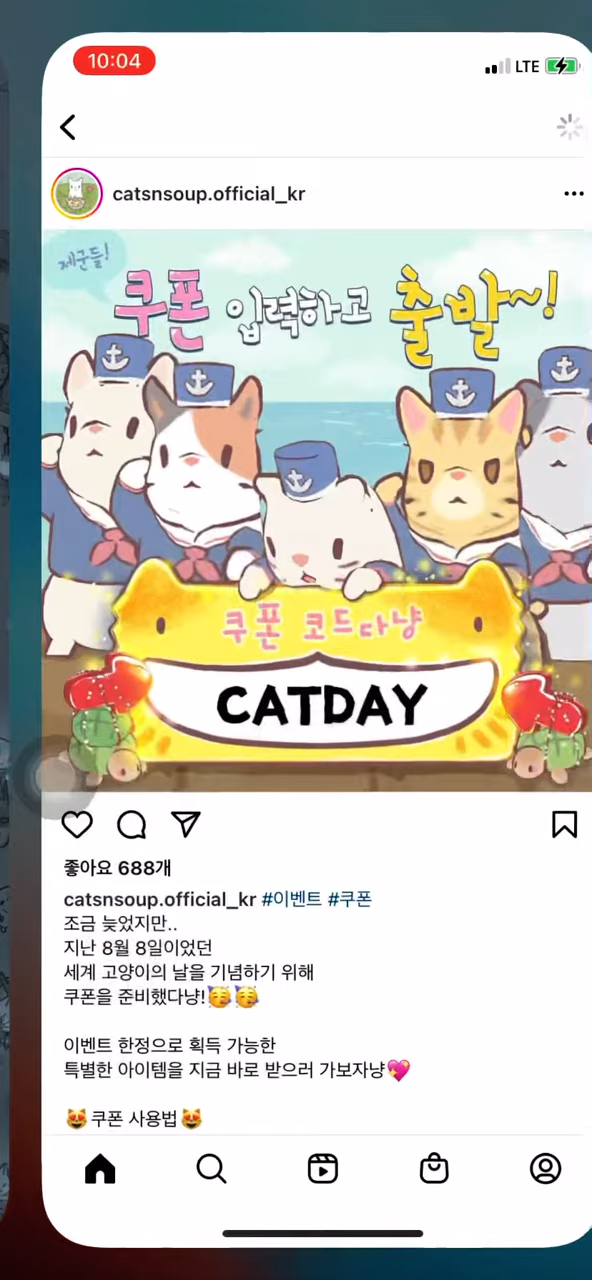 10:04
LTE
catsnsoup.official_kr
제군들!
쿠폰 입력하고 출발~!
쿠폰 코드다냥
CATDAY
좋아요 688개
catsnsoup.official_kr #이벤트 #쿠폰
조금 늦었지만..
지난 8월 8일이었던
세계 고양이의 날을 기념하기 위해
쿠폰을 준비했다냥!🥳🥳
이벤트 한정으로 획득 가능한
특별한 아이템을 지금 바로 받으러 가보자냥💖
😻쿠폰 사용법😻